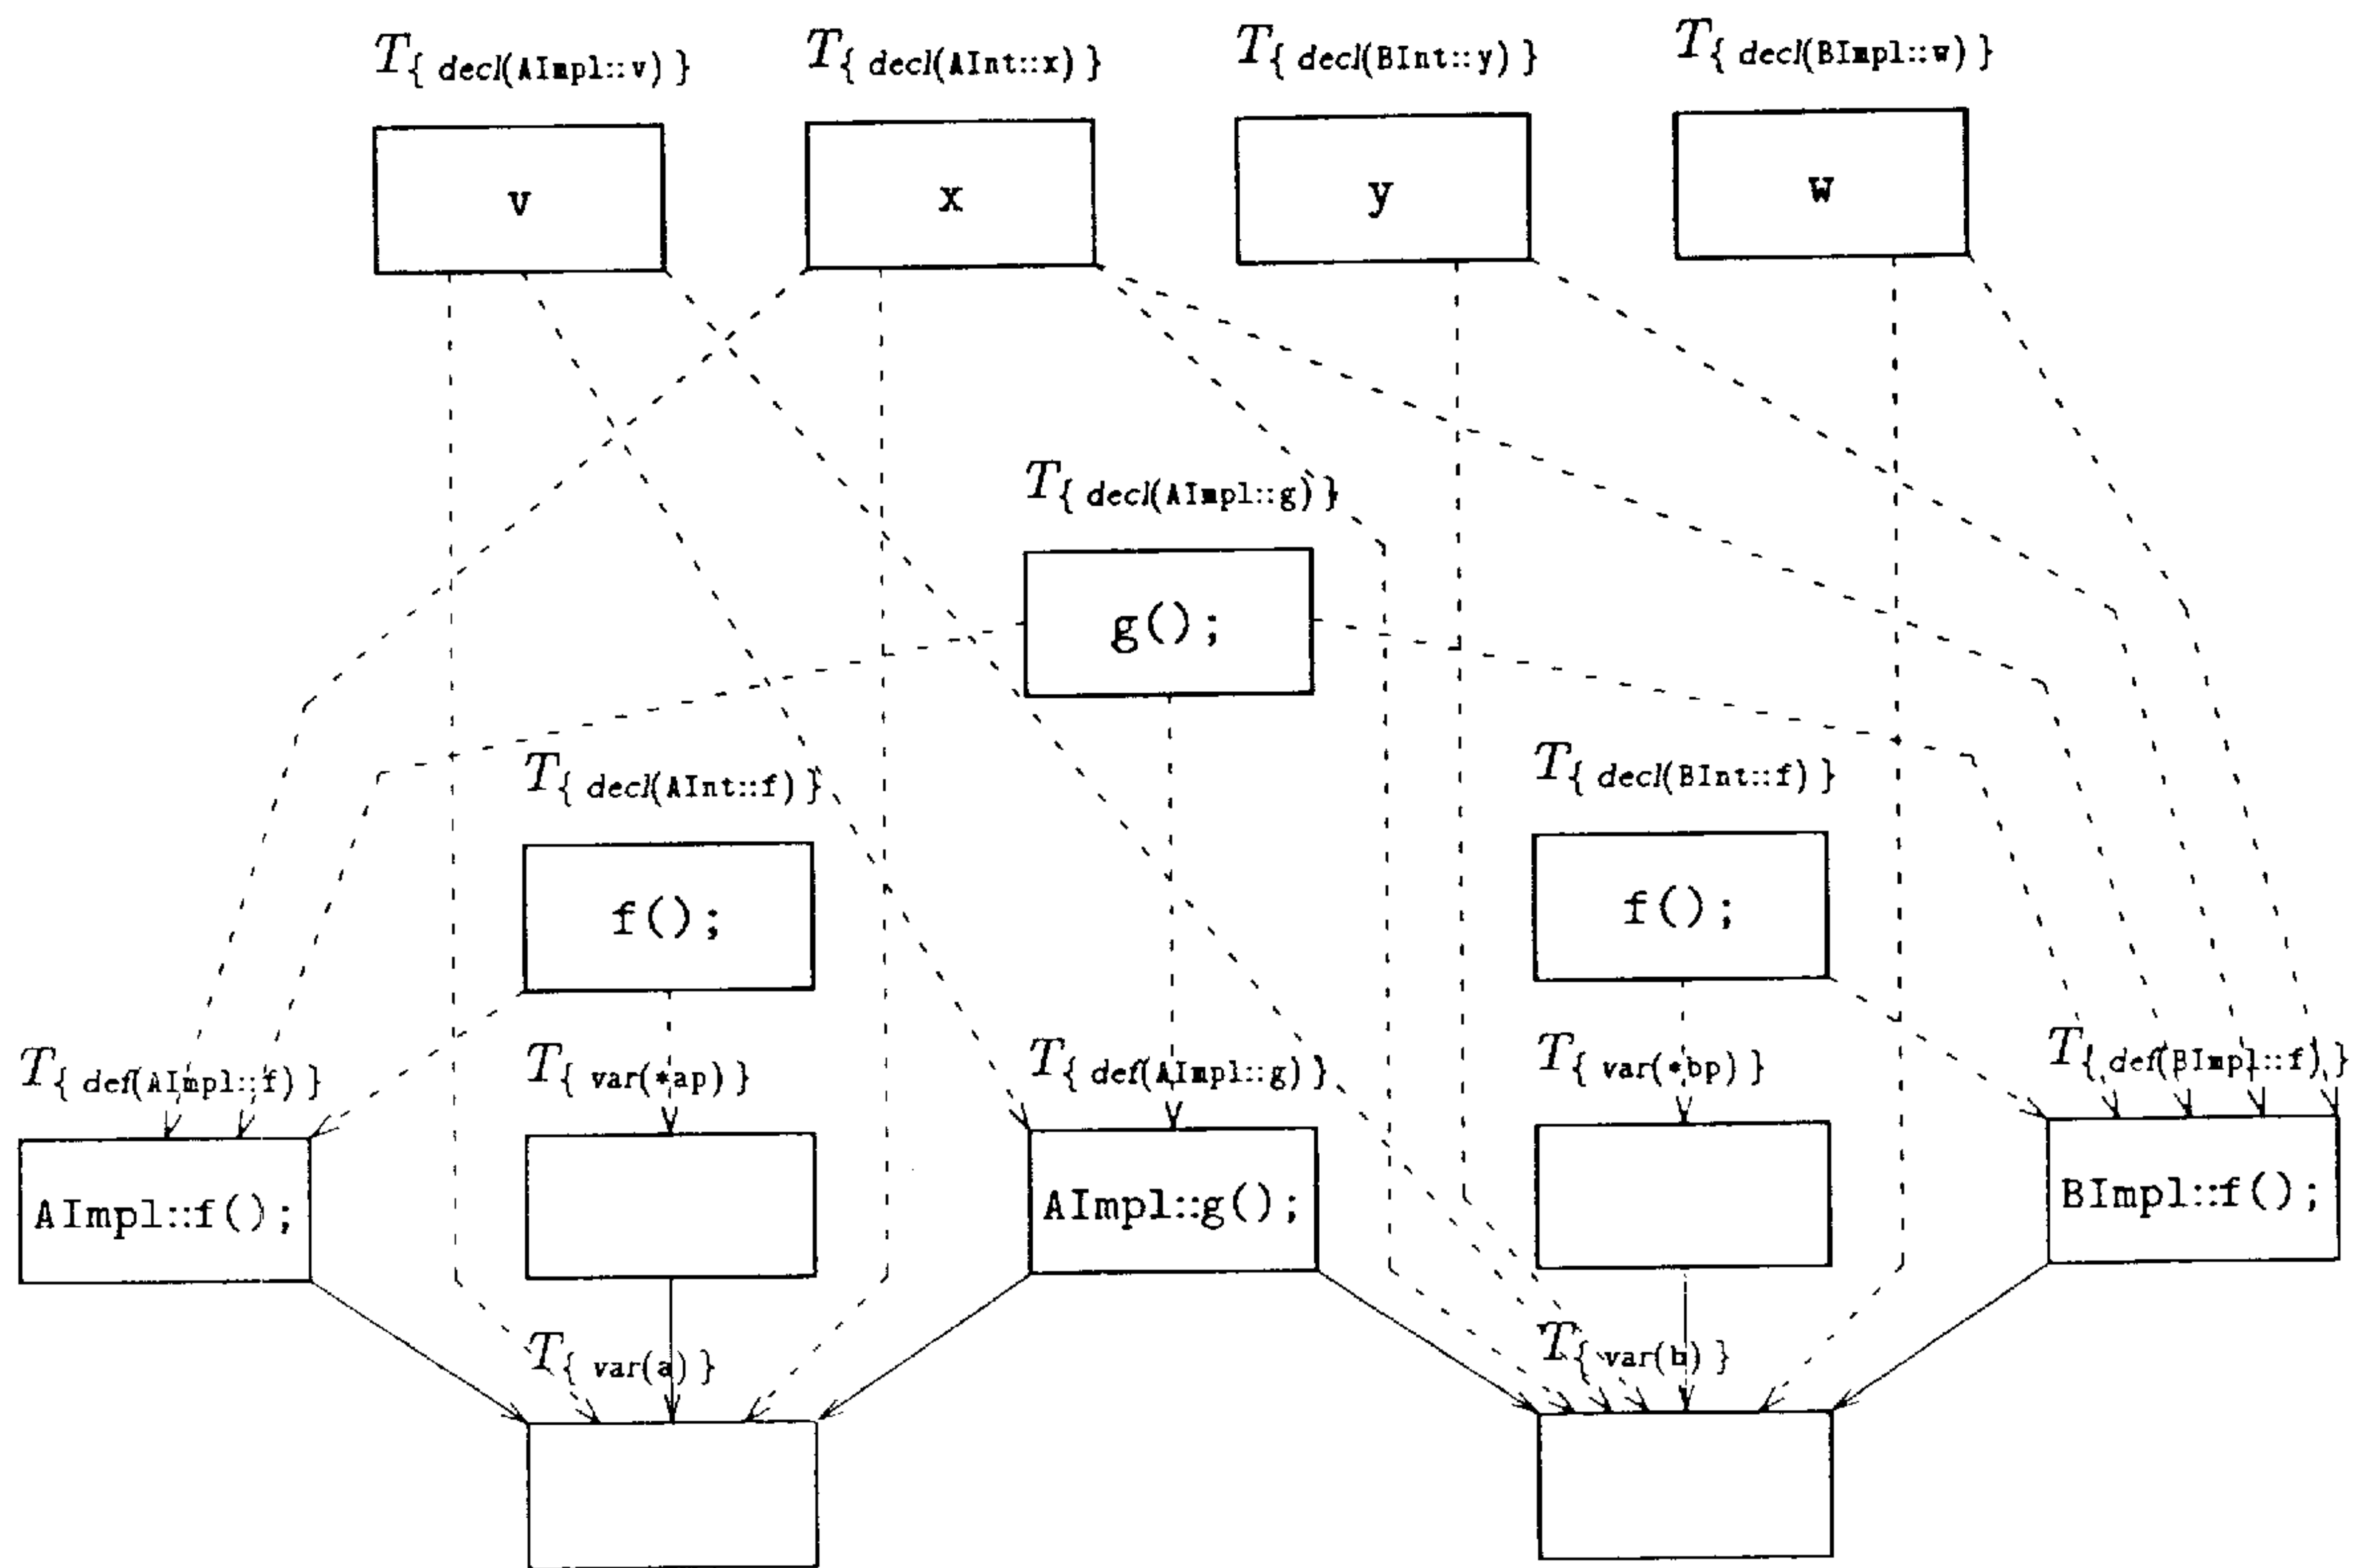 T{ decl(AImpl::v) }
T{ decl(AInt::x) }
T{ decl(BInt::y) }
T{ decl(BImpl::w) }
v
x
y
w
T{ decl(AImpl::g) }
g();
T{ decl(AInt::f) }
T{ decl(BInt::f) }
f();
f();
T{ def(AImpl::f) }
T{ var(*ap) }
T{ def(AImpl::g) }
T{ var(*bp) }
T{ def(BImpl::f) }
AImpl::f();
AImpl::g();
BImpl::f();
T{ var(a) }
T{ var(b) }